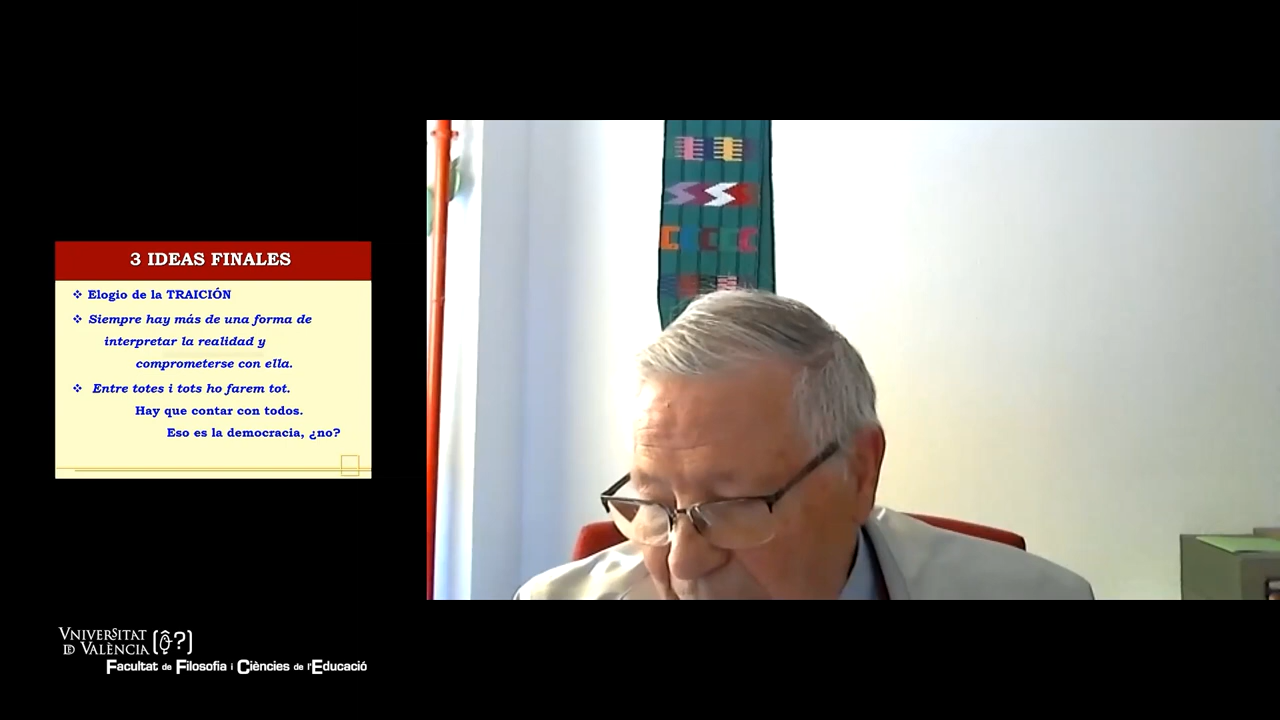 3 IDEAS FINALES
❖ Elogio de la TRAICIÓN
❖ Siempre hay más de una forma de
interpretar la realidad y
comprometerse con ella.
❖ Entre totes i tots ho farem tot.
Hay que contar con todos.
Eso es la democracia, ¿no?
VNIVERSITAT
ID VALÈNCIA
Facultat de Filosofia i Ciències de l'Educació